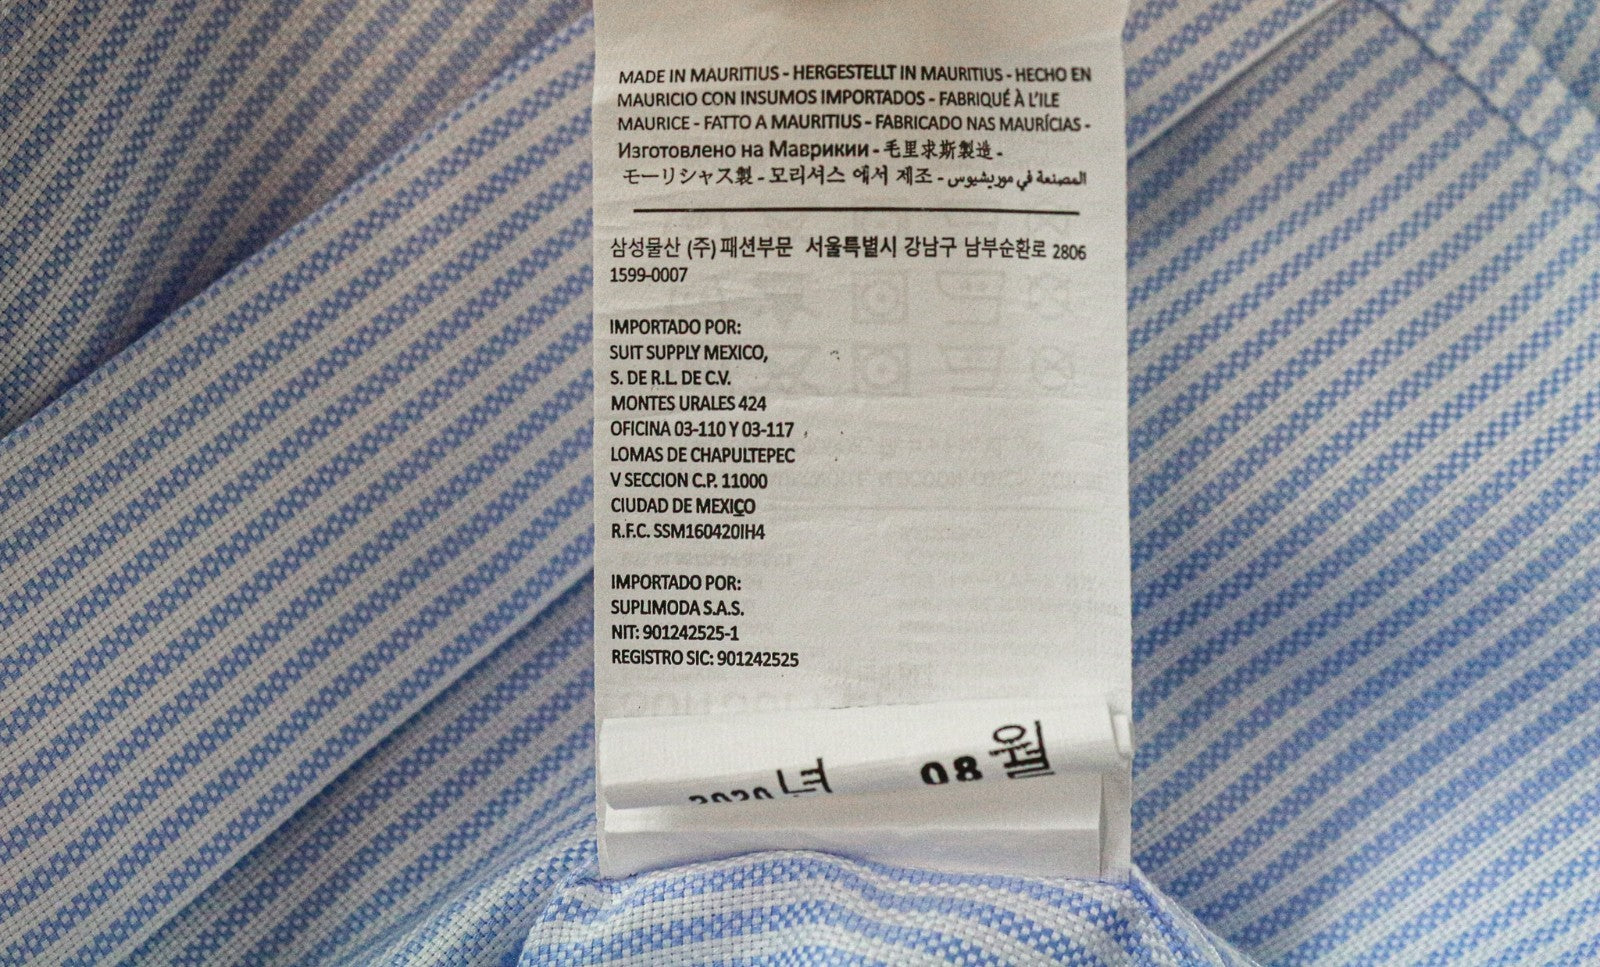 MADE IN MAURITIUS - HERGESTELLT IN MAURITIUS - HECHO EN
MAURICIO CON INSUMOS IMPORTADOS - FABRIQUÉ À L'ILE
MAURICE - FATTO A MAURITIUS - FABRICADO NAS MAURÍCIAS -
Изготовлено на Маврикии - 毛里求斯製造 -
モーリシャス製 - 모리셔스 에서 제조 - المصنعة في موريشيوس
삼성물산 (주) 패션부문 서울특별시 강남구 남부순환로 2806
1599-0007
IMPORTADO POR:
SUIT SUPPLY MEXICO,
S. DE R.L. DE C.V.
MONTES URALES 424
OFICINA 03-110 Y 03-117
LOMAS DE CHAPULTEPEC
V SECCION C.P. 11000
CIUDAD DE MEXICO
R.F.C. SSM160420IH4
IMPORTADO POR:
SUPLIMODA S.A.S.
NIT: 901242525-1
REGISTRO SIC: 901242525
2020 년 08 월